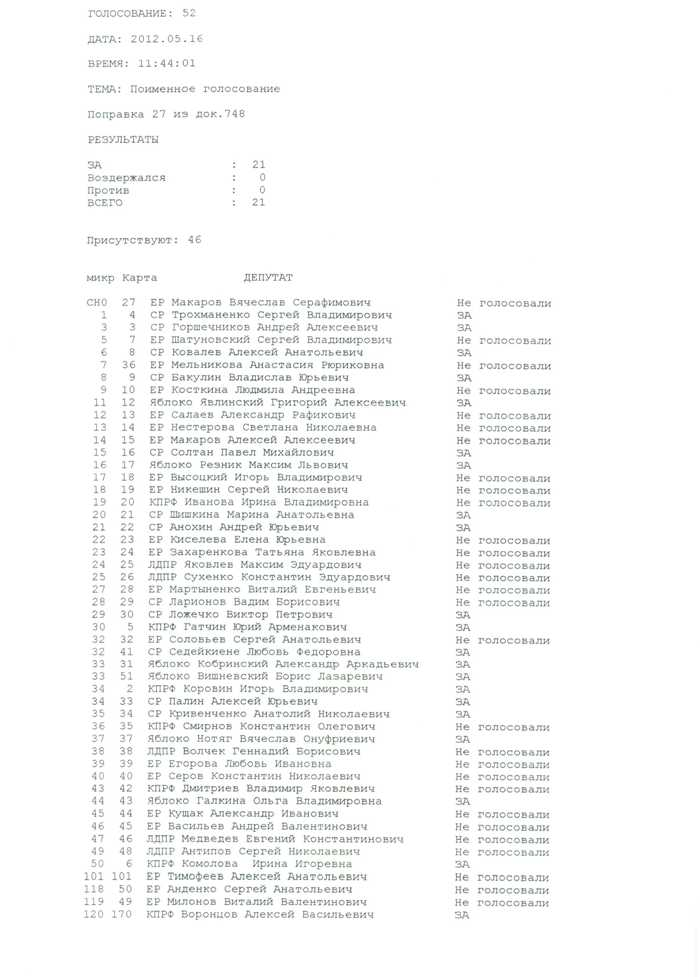 ГОЛОСОВАНИЕ: 52
ДАТА: 2012.05.16
ВРЕМЯ: 11:44:01
ТЕМА: Поименное голосование
Поправка 27 из док.748
РЕЗУЛЬТАТЫ
ЗА : 21
Воздержался : 0
Против : 0
ВСЕГО : 21
Присутствуют: 46
микр Карта ДЕПУТАТ
СН0 27 ЕР Макаров Вячеслав Серафимович Не голосовали
1 4 СР Трохманенко Сергей Владимирович ЗА
3 3 СР Горшечников Андрей Алексеевич ЗА
5 7 ЕР Шатуновский Сергей Владимирович Не голосовали
6 8 СР Ковалев Алексей Анатольевич ЗА
7 36 ЕР Мельникова Анастасия Рюриковна Не голосовали
8 9 СР Бакулин Владислав Юрьевич ЗА
9 10 ЕР Косткина Людмила Андреевна Не голосовали
11 12 Яблоко Явлинский Григорий Алексеевич ЗА
12 13 ЕР Салаев Александр Рафикович Не голосовали
13 14 ЕР Нестерова Светлана Николаевна Не голосовали
14 15 ЕР Макаров Алексей Алексеевич Не голосовали
15 16 СР Солтан Павел Михайлович ЗА
16 17 Яблоко Резник Максим Львович ЗА
17 18 ЕР Высоцкий Игорь Владимирович Не голосовали
18 19 ЕР Никешин Сергей Николаевич Не голосовали
19 20 КПРФ Иванова Ирина Владимировна Не голосовали
20 21 СР Шишкина Марина Анатольевна ЗА
21 22 СР Анохин Андрей Юрьевич ЗА
22 23 ЕР Киселева Елена Юрьевна Не голосовали
23 24 ЕР Захаренкова Татьяна Яковлевна Не голосовали
24 25 ЛДПР Яковлев Максим Эдуардович Не голосовали
25 26 ЛДПР Сухенко Константин Эдуардович Не голосовали
27 28 ЕР Мартыненко Виталий Евгеньевич Не голосовали
28 29 СР Ларионов Вадим Борисович Не голосовали
29 30 СР Ложечко Виктор Петрович ЗА
30 5 КПРФ Гатчин Юрий Арменакович ЗА
32 32 ЕР Соловьев Сергей Анатольевич Не голосовали
32 41 СР Седейкиене Любовь Федоровна ЗА
33 31 Яблоко Кобринский Александр Аркадьевич ЗА
33 51 Яблоко Вишневский Борис Лазаревич ЗА
34 2 КПРФ Коровин Игорь Владимирович ЗА
34 33 СР Палин Алексей Юрьевич ЗА
35 34 СР Кривенченко Анатолий Николаевич ЗА
36 35 КПРФ Смирнов Константин Олегович Не голосовали
37 37 Яблоко Нотяг Вячеслав Онуфриевич ЗА
38 38 ЛДПР Волчек Геннадий Борисович Не голосовали
39 39 ЕР Егорова Любовь Ивановна Не голосовали
40 40 ЕР Серов Константин Николаевич Не голосовали
43 42 КПРФ Дмитриев Владимир Яковлевич Не голосовали
44 43 Яблоко Галкина Ольга Владимировна ЗА
45 44 ЕР Кущак Александр Иванович Не голосовали
46 45 ЕР Васильев Андрей Валентинович Не голосовали
47 46 ЛДПР Медведев Евгений Константинович Не голосовали
49 48 ЛДПР Антипов Сергей Николаевич Не голосовали
50 6 КПРФ Комолова Ирина Игоревна ЗА
101 101 ЕР Тимофеев Алексей Анатольевич Не голосовали
118 50 ЕР Анденко Сергей Анатольевич Не голосовали
119 49 ЕР Милонов Виталий Валентинович Не голосовали
120 170 КПРФ Воронцов Алексей Васильевич ЗА